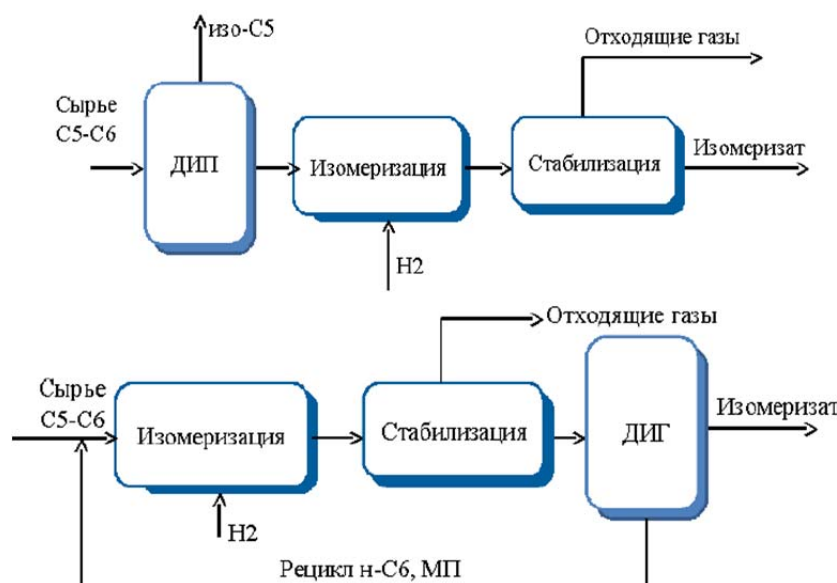 изо-С5
Отходящие газы
Сырье
С5-С6
ДИП
Изомеризация
Стабилизация
Изомеризат
Н2
Отходящие газы
Сырье
С5-С6
Изомеризация
Стабилизация
ДИГ
Изомеризат
Н2
Рецикл н-С6, МП